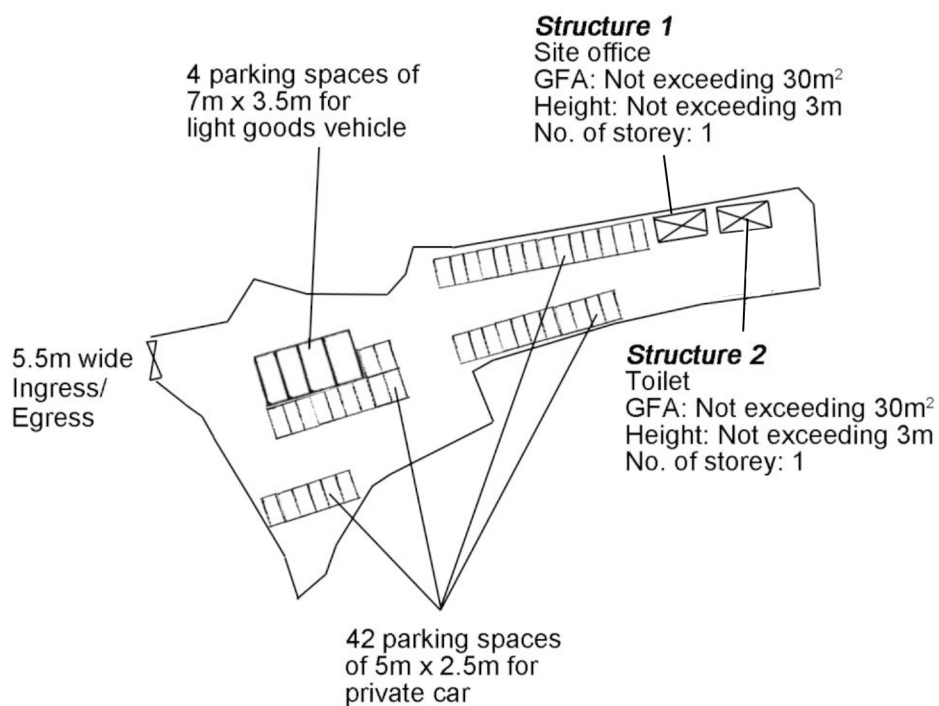 Structure 1
Site office
GFA: Not exceeding 30m²
Height: Not exceeding 3m
No. of storey: 1
4 parking spaces of
7m x 3.5m for
light goods vehicle
5.5m wide
Ingress/
Egress
Structure 2
Toilet
GFA: Not exceeding 30m²
Height: Not exceeding 3m
No. of storey: 1
42 parking spaces
of 5m x 2.5m for
private car